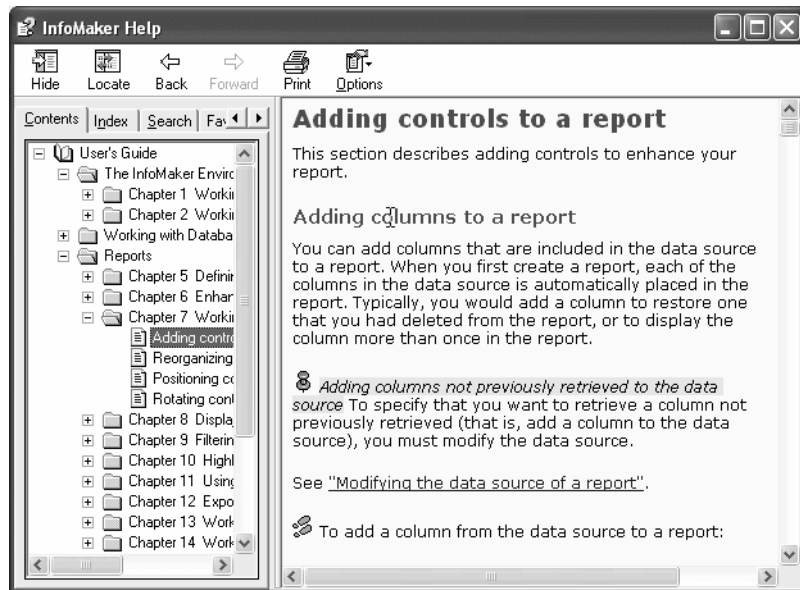 InfoMaker Help
Hide Locate Back Forward Print Options
Contents Index Search Fav
User's Guide
The InfoMaker Enviro
Chapter 1 Workin
Chapter 2 Workin
Working with Databa
Reports
Chapter 5 Definin
Chapter 6 Enhan
Chapter 7 Workin
Adding contro
Reorganizing
Positioning co
Rotating cont
Chapter 8 Displa
Chapter 9 Filterin
Chapter 10 Highl
Chapter 11 Using
Chapter 12 Expo
Chapter 13 Work
Chapter 14 Work
Adding controls to a report
This section describes adding controls to enhance your
report.
Adding columns to a report
You can add columns that are included in the data source
to a report. When you first create a report, each of the
columns in the data source is automatically placed in the
report. Typically, you would add a column to restore one
that you had deleted from the report, or to display the
column more than once in the report.
Adding columns not previously retrieved to the data
source To specify that you want to retrieve a column not
previously retrieved (that is, add a column to the data
source), you must modify the data source.
See "Modifying the data source of a report".
To add a column from the data source to a report: